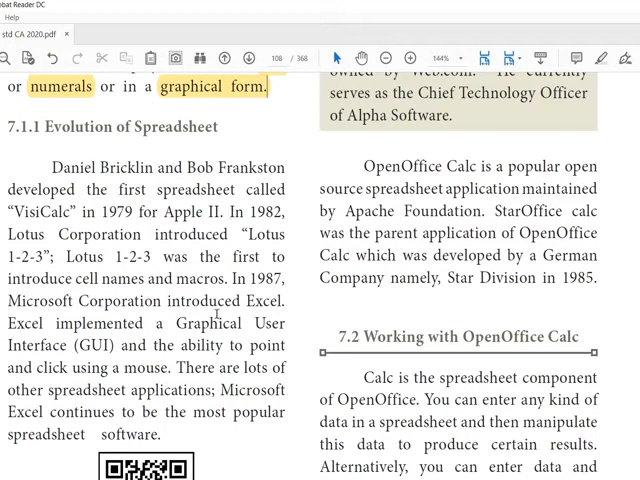 obat Reader DC
Help
std CA 2020.pdf ×
108 / 368
144%
or numerals or in a graphical form.
7.1.1 Evolution of Spreadsheet
Daniel Bricklin and Bob Frankston
developed the first spreadsheet called
“VisiCalc” in 1979 for Apple II. In 1982,
Lotus Corporation introduced “Lotus
1-2-3”; Lotus 1-2-3 was the first to
introduce cell names and macros. In 1987,
Microsoft Corporation introduced Excel.
Excel implemented a Graphical User
Interface (GUI) and the ability to point
and click using a mouse. There are lots of
other spreadsheet applications; Microsoft
Excel continues to be the most popular
spreadsheet software.
owned by Web.com. He currently
serves as the Chief Technology Officer
of Alpha Software.
OpenOffice Calc is a popular open
source spreadsheet application maintained
by Apache Foundation. StarOffice calc
was the parent application of OpenOffice
Calc which was developed by a German
Company namely, Star Division in 1985.
7.2 Working with OpenOffice Calc
Calc is the spreadsheet component
of OpenOffice. You can enter any kind of
data in a spreadsheet and then manipulate
this data to produce certain results.
Alternatively, you can enter data and